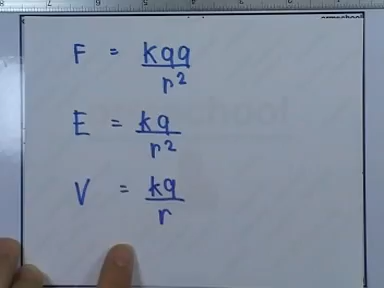 F = kqq/r²
E = kq/r²
V = kq/r